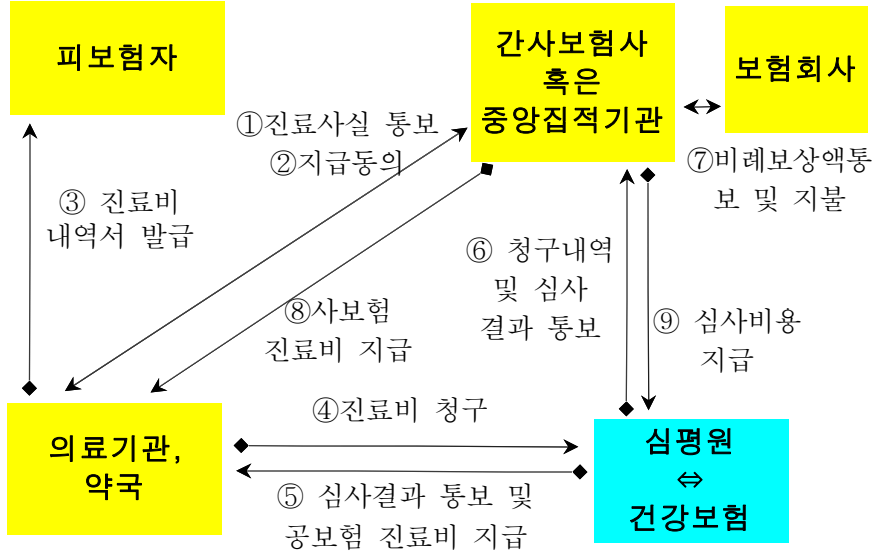 피보험자
간사보험사
혹은
중앙집적기관
보험회사
①진료사실 통보
②지급동의
③ 진료비
내역서 발급
⑦비례보상액통
보 및 지불
⑥ 청구내역
및 심사
결과 통보
⑧사보험
진료비 지급
⑨ 심사비용
지급
④진료비 청구
의료기관,
약국
심평원
⇔
건강보험
⑤ 심사결과 통보 및
공보험 진료비 지급